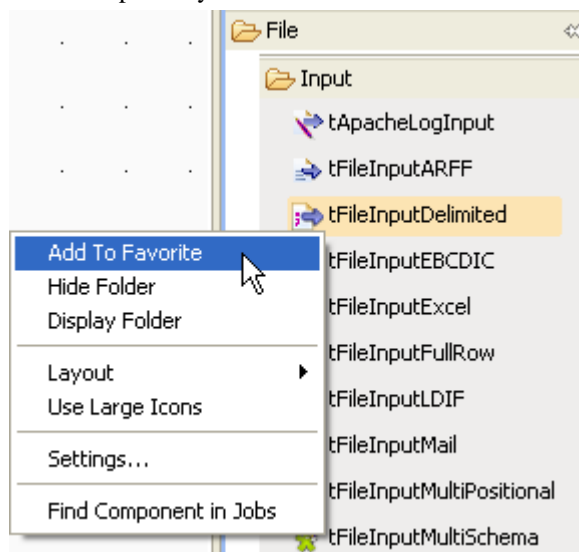 File
Input
tApacheLogInput
tFileInputARFF
tFileInputDelimited
Add To Favorite
tFileInputEBCDIC
Hide Folder
tFileInputExcel
Display Folder
tFileInputFullRow
Layout
tFileInputLDIF
Use Large Icons
tFileInputMail
Settings...
tFileInputMultiPositional
Find Component in Jobs
tFileInputMultiSchema